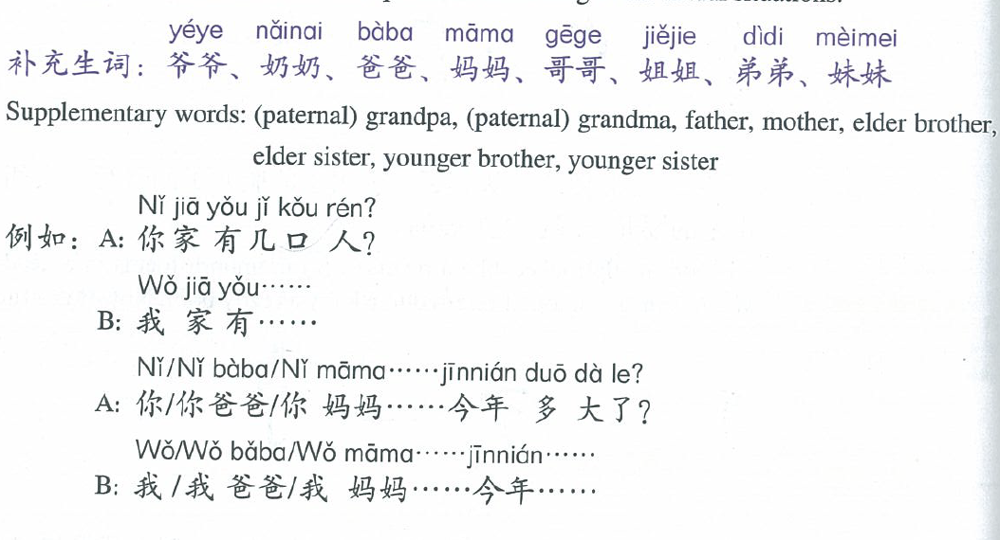 yéye nǎinai bàba māma gēge jiějie dìdi mèimei
补充生词：爷爷、奶奶、爸爸、妈妈、哥哥、姐姐、弟弟、妹妹
Supplementary words: (paternal) grandpa, (paternal) grandma, father, mother, elder brother,
elder sister, younger brother, younger sister
Nǐ jiā yǒu jǐ kǒu rén?
例如：A: 你 家 有 几 口 人?
Wǒ jiā yǒu……
B: 我 家 有……
Nǐ/Nǐ bàba/Nǐ māma……jīnnián duō dà le?
A: 你/你爸爸/你 妈妈……今年 多 大了?
Wǒ/Wǒ bǎba/Wǒ māma……jīnnián……
B: 我/我 爸爸/我 妈妈……今年……